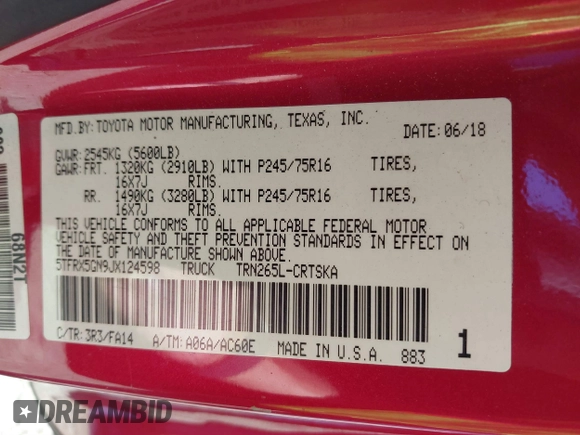 MFD.BY:TOYOTA MOTOR MANUFACTURING, TEXAS, INC.
DATE:06/18
GVWR:2545KG (5600LB)
GAWR:FRT. 1320KG (2910LB) WITH P245/75R16 TIRES,
16X7J RIMS.
RR. 1490KG (3280LB) WITH P245/75R16 TIRES,
16X7J RIMS.
THIS VEHICLE CONFORMS TO ALL APPLICABLE FEDERAL MOTOR
VEHICLE SAFETY AND THEFT PREVENTION STANDARDS IN EFFECT ON
THE DATE OF MANUFACTURE SHOWN ABOVE.
5TFRX5GN9JX124598 TRUCK TRN265L-CRTSKA
C/TR:3R3/FA14 A/TM:A06A/AC60E MADE IN U.S.A. 883 1
68N21
DREAMBID